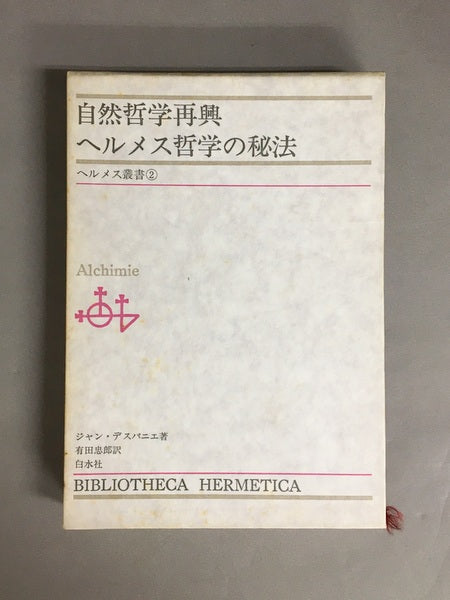 自然哲学再興
ヘルメス哲学の秘法
ヘルメス叢書②
Alchimie
ジャン・デスパニエ著
有田忠郎訳
白水社
BIBLIOTHECA HERMETICA